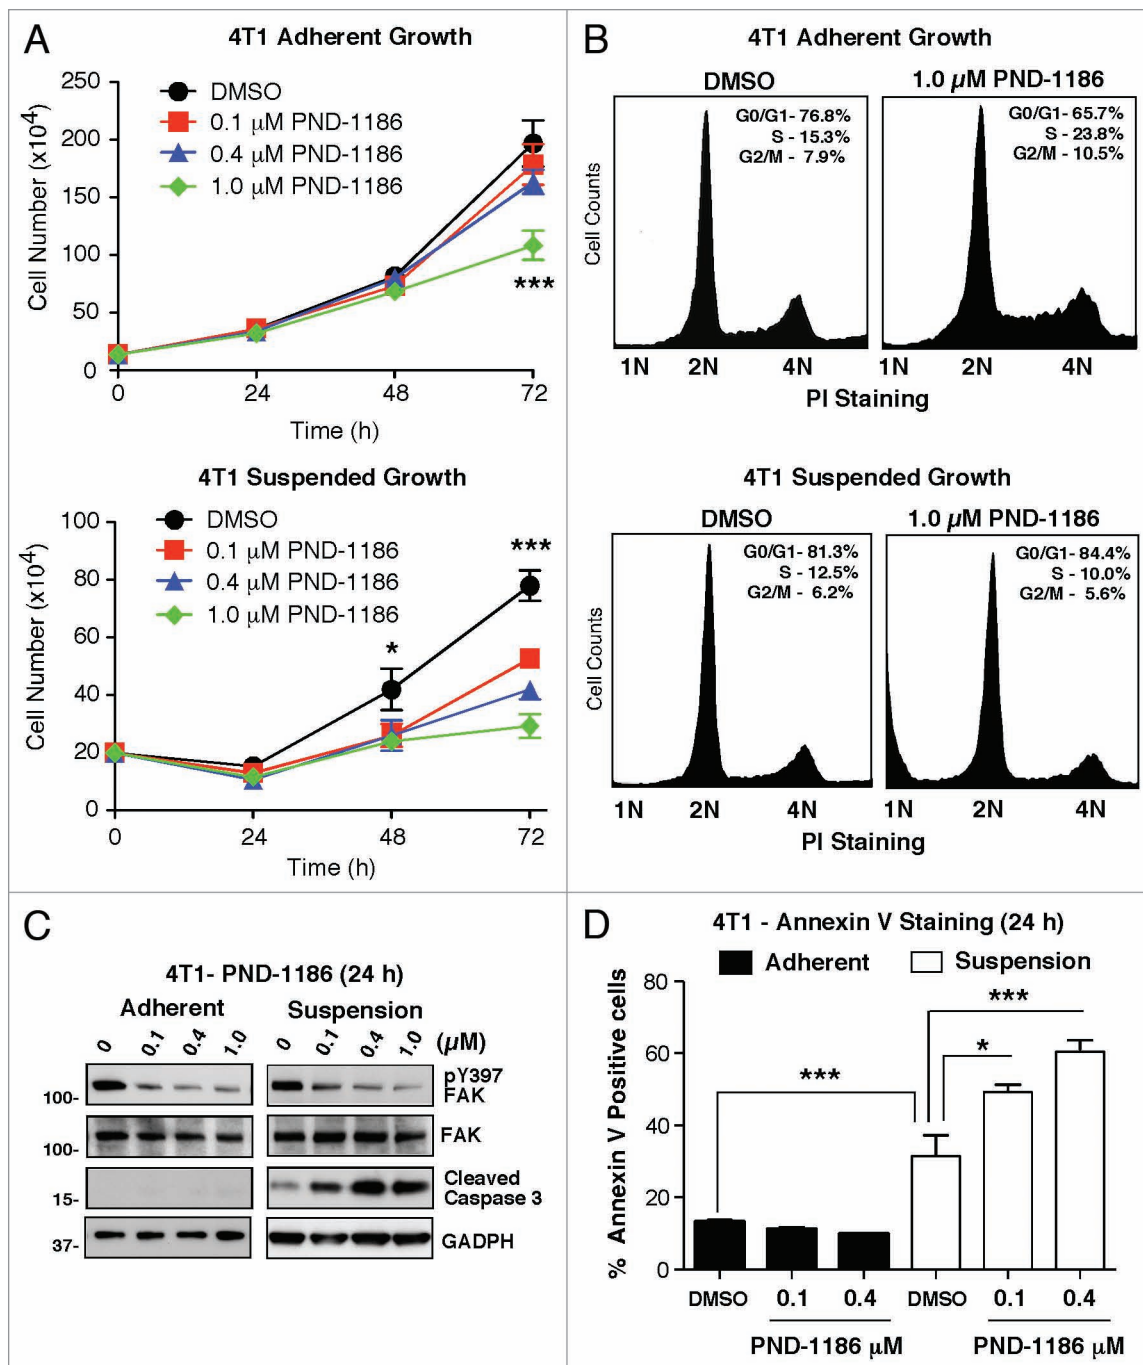 A
4T1 Adherent Growth
Cell Number (x10⁴)
250
200
150
100
50
0
DMSO
0.1 µM PND-1186
0.4 µM PND-1186
1.0 µM PND-1186
***
0 24 48 72
Time (h)
4T1 Suspended Growth
Cell Number (x10⁴)
100
80
60
40
20
0
DMSO
0.1 µM PND-1186
0.4 µM PND-1186
1.0 µM PND-1186
*
***
0 24 48 72
Time (h)
B
4T1 Adherent Growth
DMSO
1.0 µM PND-1186
Cell Counts
G0/G1- 76.8%
S - 15.3%
G2/M - 7.9%
G0/G1- 65.7%
S - 23.8%
G2/M - 10.5%
1N 2N 4N
1N 2N 4N
PI Staining
4T1 Suspended Growth
DMSO
1.0 µM PND-1186
Cell Counts
G0/G1- 81.3%
S - 12.5%
G2/M - 6.2%
G0/G1- 84.4%
S - 10.0%
G2/M - 5.6%
1N 2N 4N
1N 2N 4N
PI Staining
C
4T1- PND-1186 (24 h)
Adherent Suspension
0 0.1 0.4 1.0 0 0.1 0.4 1.0 (µM)
100-
pY397
FAK
100-
FAK
15-
Cleaved
Caspase 3
37-
GADPH
D
4T1 - Annexin V Staining (24 h)
Adherent Suspension
% Annexin V Positive cells
80
60
40
20
0
***
*
***
DMSO 0.1 0.4 DMSO 0.1 0.4
PND-1186 µM PND-1186 µM